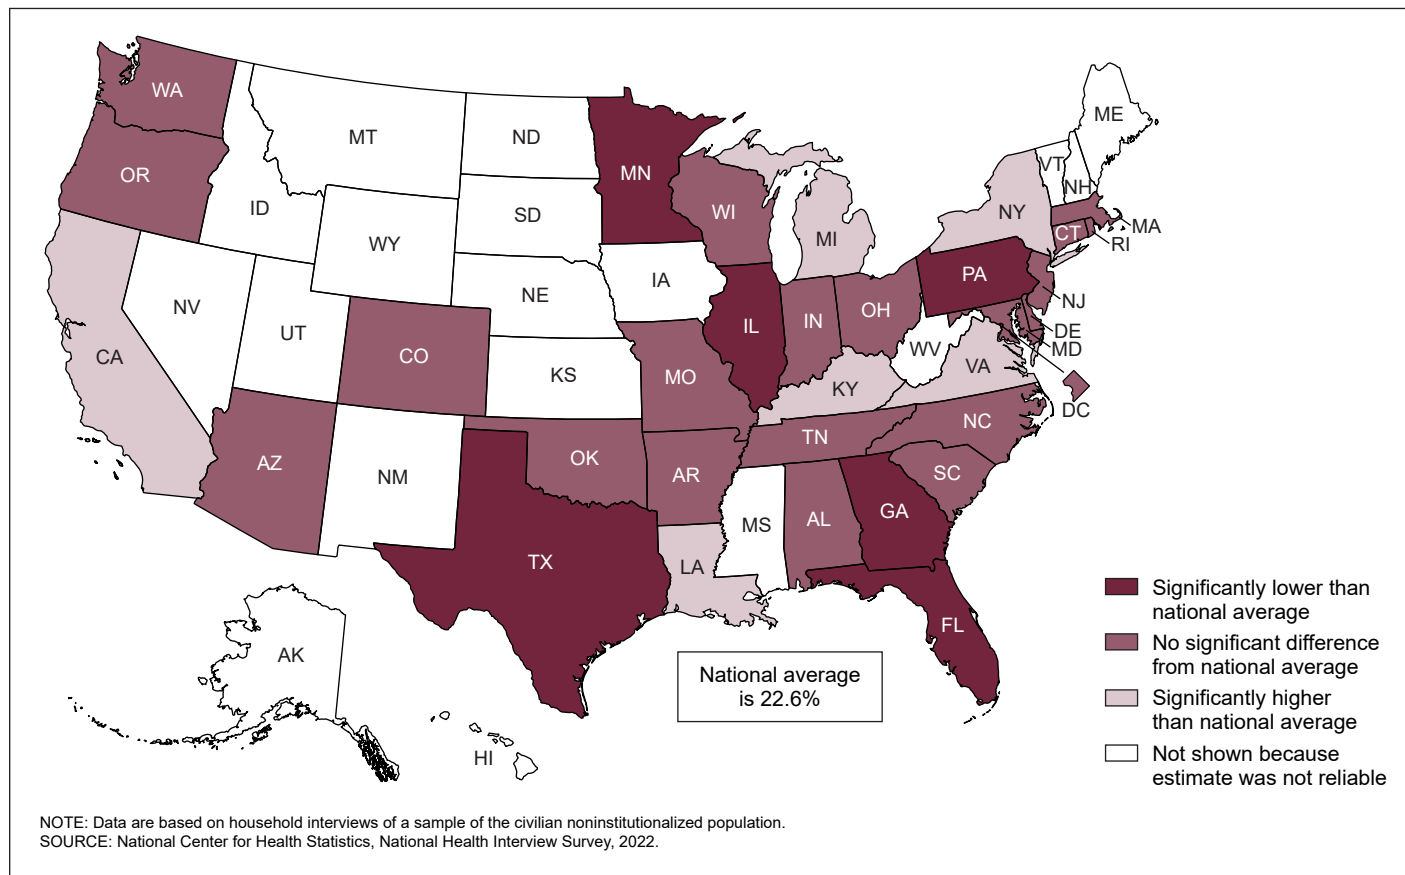 WA
MT
ND
MN
ME
VT
NH
OR
ID
SD
WI
NY
MI
MA
CT
RI
WY
IA
PA
NJ
NE
NV
UT
IL
IN
OH
DE
MD
WV
CA
CO
KS
MO
KY
VA
DC
NC
TN
AZ
NM
OK
AR
SC
MS
AL
GA
TX
LA
FL
AK
HI
National average
is 22.6%
Significantly lower than
national average
No significant difference
from national average
Significantly higher
than national average
Not shown because
estimate was not reliable
NOTE: Data are based on household interviews of a sample of the civilian noninstitutionalized population.
SOURCE: National Center for Health Statistics, National Health Interview Survey, 2022.